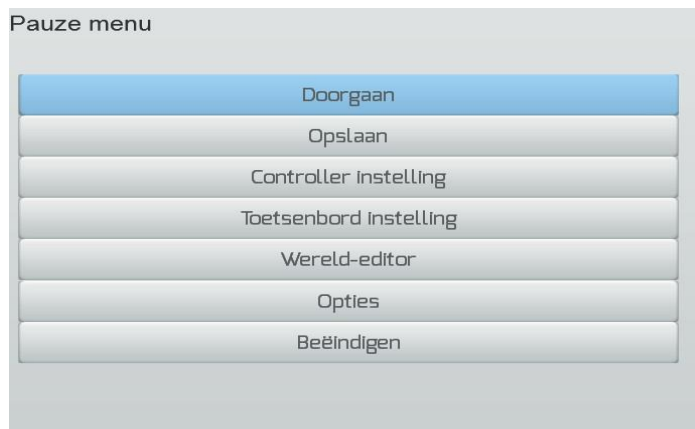 Pauze menu
Doorgaan
Opslaan
Controller instelling
Toetsenbord instelling
Wereld-editor
Opties
Beëindigen